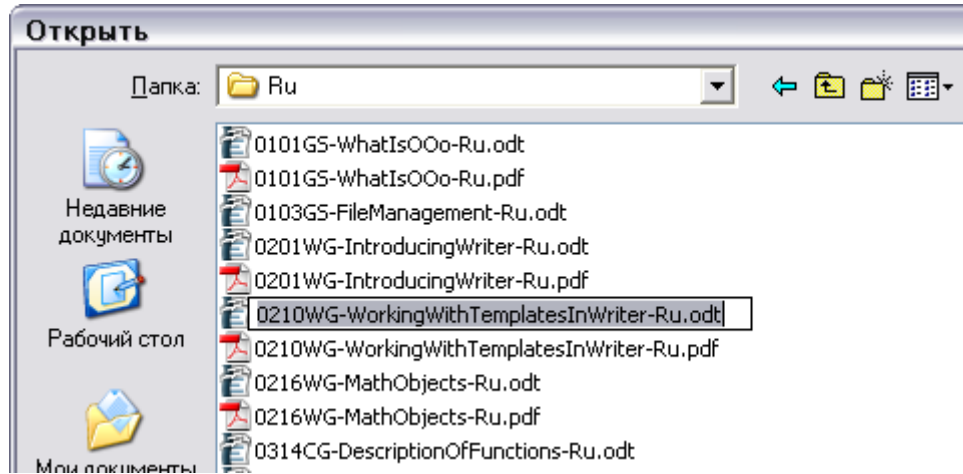 Открыть
Папка:
Ru
0101GS-WhatIsOOo-Ru.odt
0101GS-WhatIsOOo-Ru.pdf
0103GS-FileManagement-Ru.odt
0201WG-IntroducingWriter-Ru.odt
0201WG-IntroducingWriter-Ru.pdf
0210WG-WorkingWithTemplatesInWriter-Ru.odt
0210WG-WorkingWithTemplatesInWriter-Ru.pdf
0216WG-MathObjects-Ru.odt
0216WG-MathObjects-Ru.pdf
0314CG-DescriptionOfFunctions-Ru.odt
Недавние
документы
Рабочий стол
Мои документы